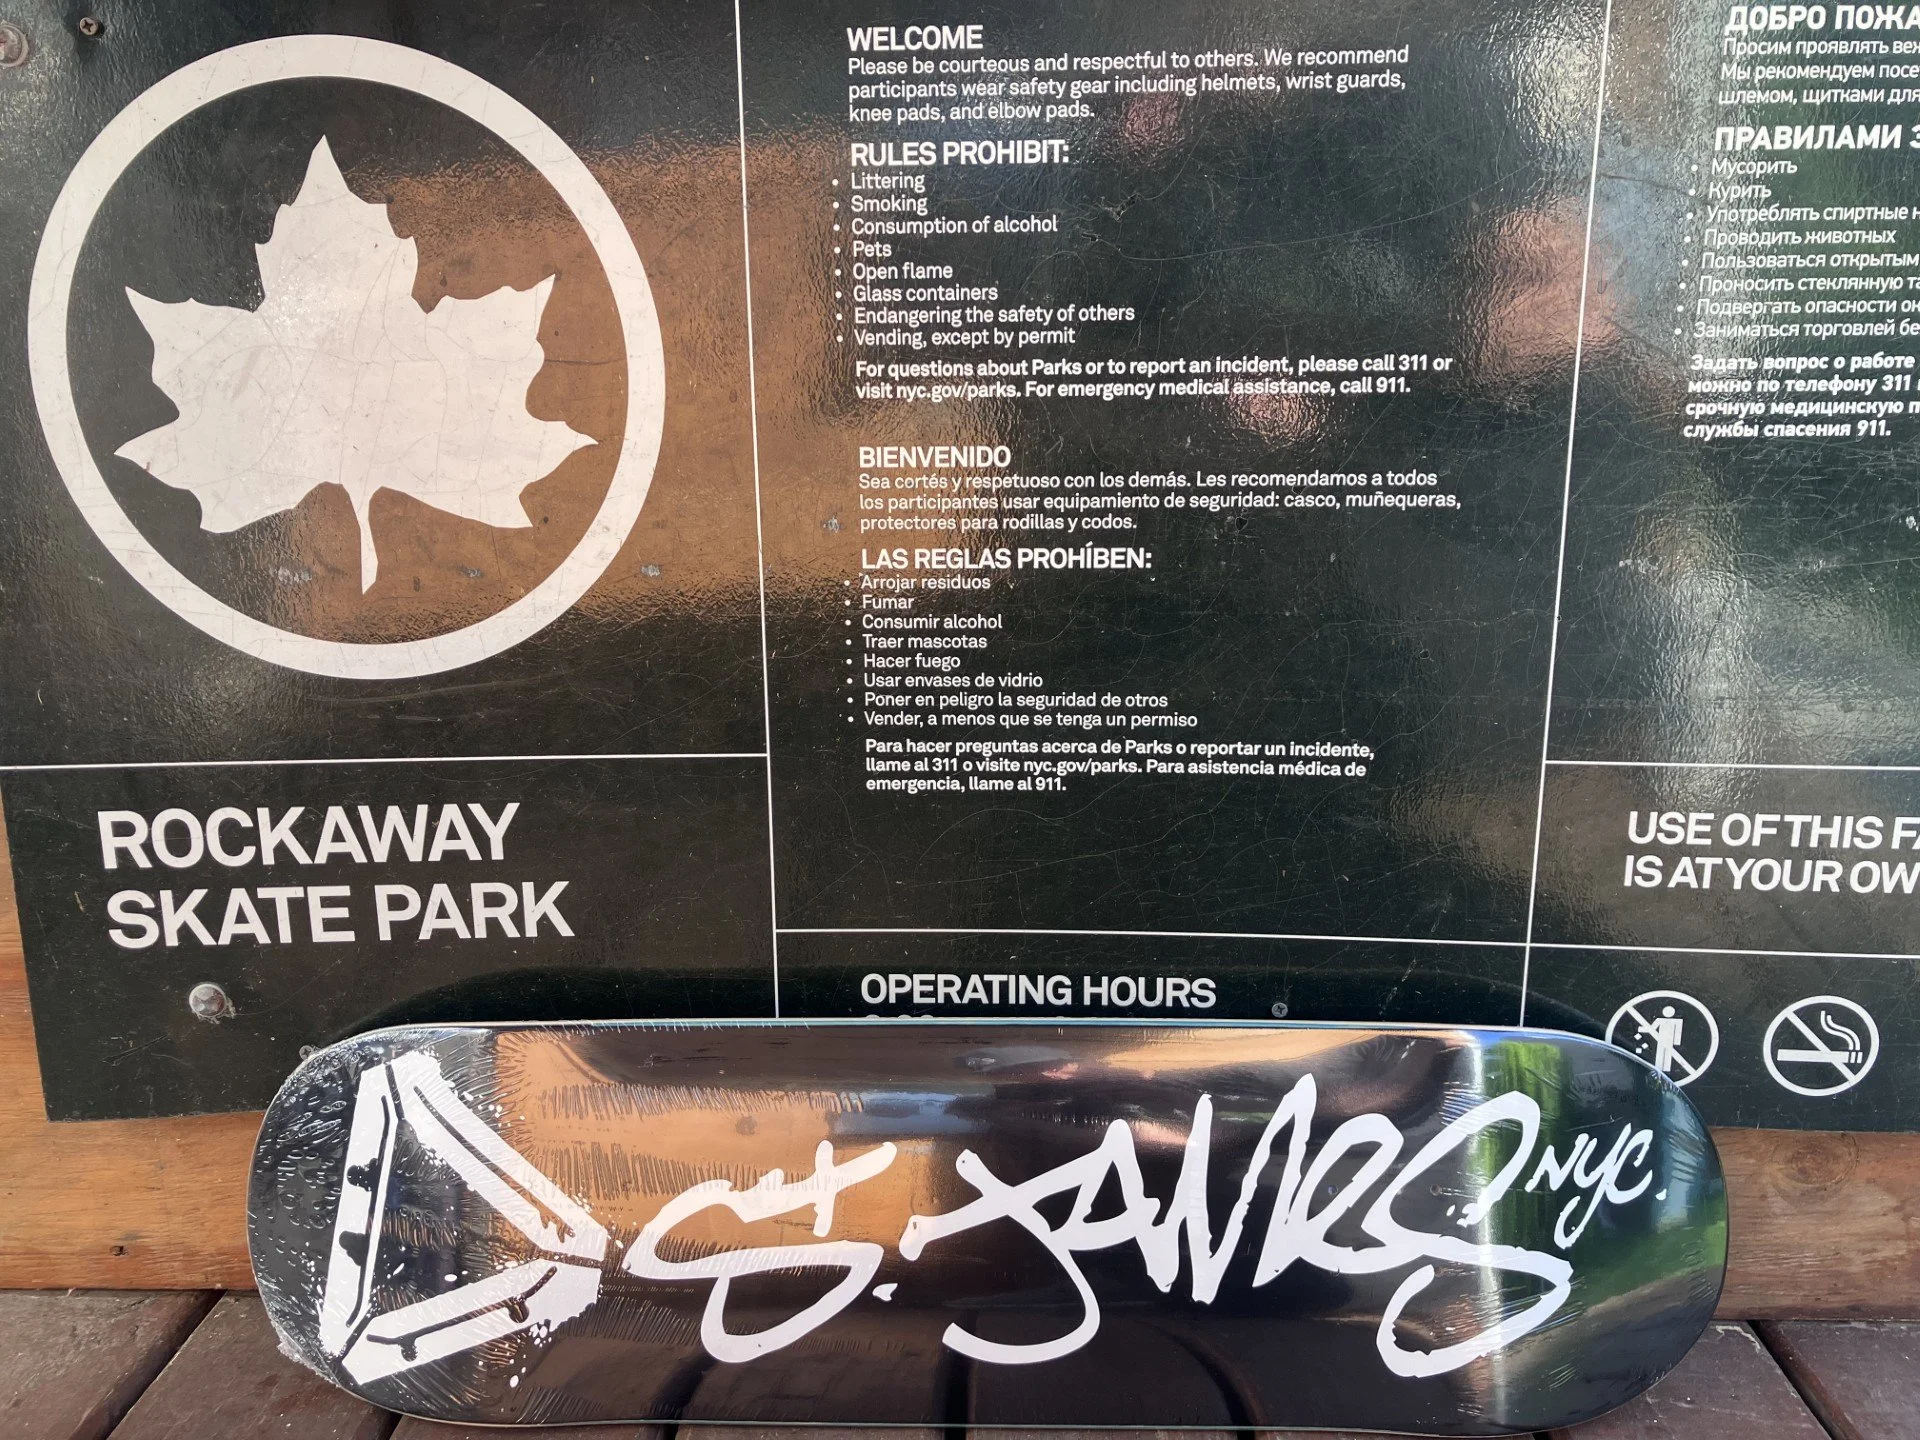 WELCOME
Please be courteous and respectful to others. We recommend
participants wear safety gear including helmets, wrist guards,
knee pads, and elbow pads.
RULES PROHIBIT:
• Littering
• Smoking
• Consumption of alcohol
• Pets
• Open flame
• Glass containers
• Endangering the safety of others
• Vending, except by permit
For questions about Parks or to report an incident, please call 311 or
visit nyc.gov/parks. For emergency medical assistance, call 911.
BIENVENIDO
Sea cortés y respetuoso con los demás. Les recomendamos a todos
los participantes usar equipamiento de seguridad: casco, muñequeras,
protectores para rodillas y codos.
LAS REGLAS PROHÍBEN:
• Arrojar residuos
• Fumar
• Consumir alcohol
• Traer mascotas
• Hacer fuego
• Usar envases de vidrio
• Poner en peligro la seguridad de otros
• Vender, a menos que se tenga un permiso
Para hacer preguntas acerca de Parks o reportar un incidente,
llame al 311 o visite nyc.gov/parks. Para asistencia médica de
emergencia, llame al 911.
ДОБРО
Просим проявлять
Мы рекомендуем
шлемом, щитками для
ПРАВИЛАМИ
• Мусорить
• Курить
• Употреблять спиртные
• Проводить животных
• Пользоваться открытым
• Проносить стеклянную
• Подвергать опасности
• Заниматься торговлей
Задать вопрос о работе
можно по телефону 311
срочную медицинскую
службы спасения 911.
ROCKAWAY
SKATE PARK
USE OF THIS
IS AT YOUR
OPERATING HOURS
St. James NYC.